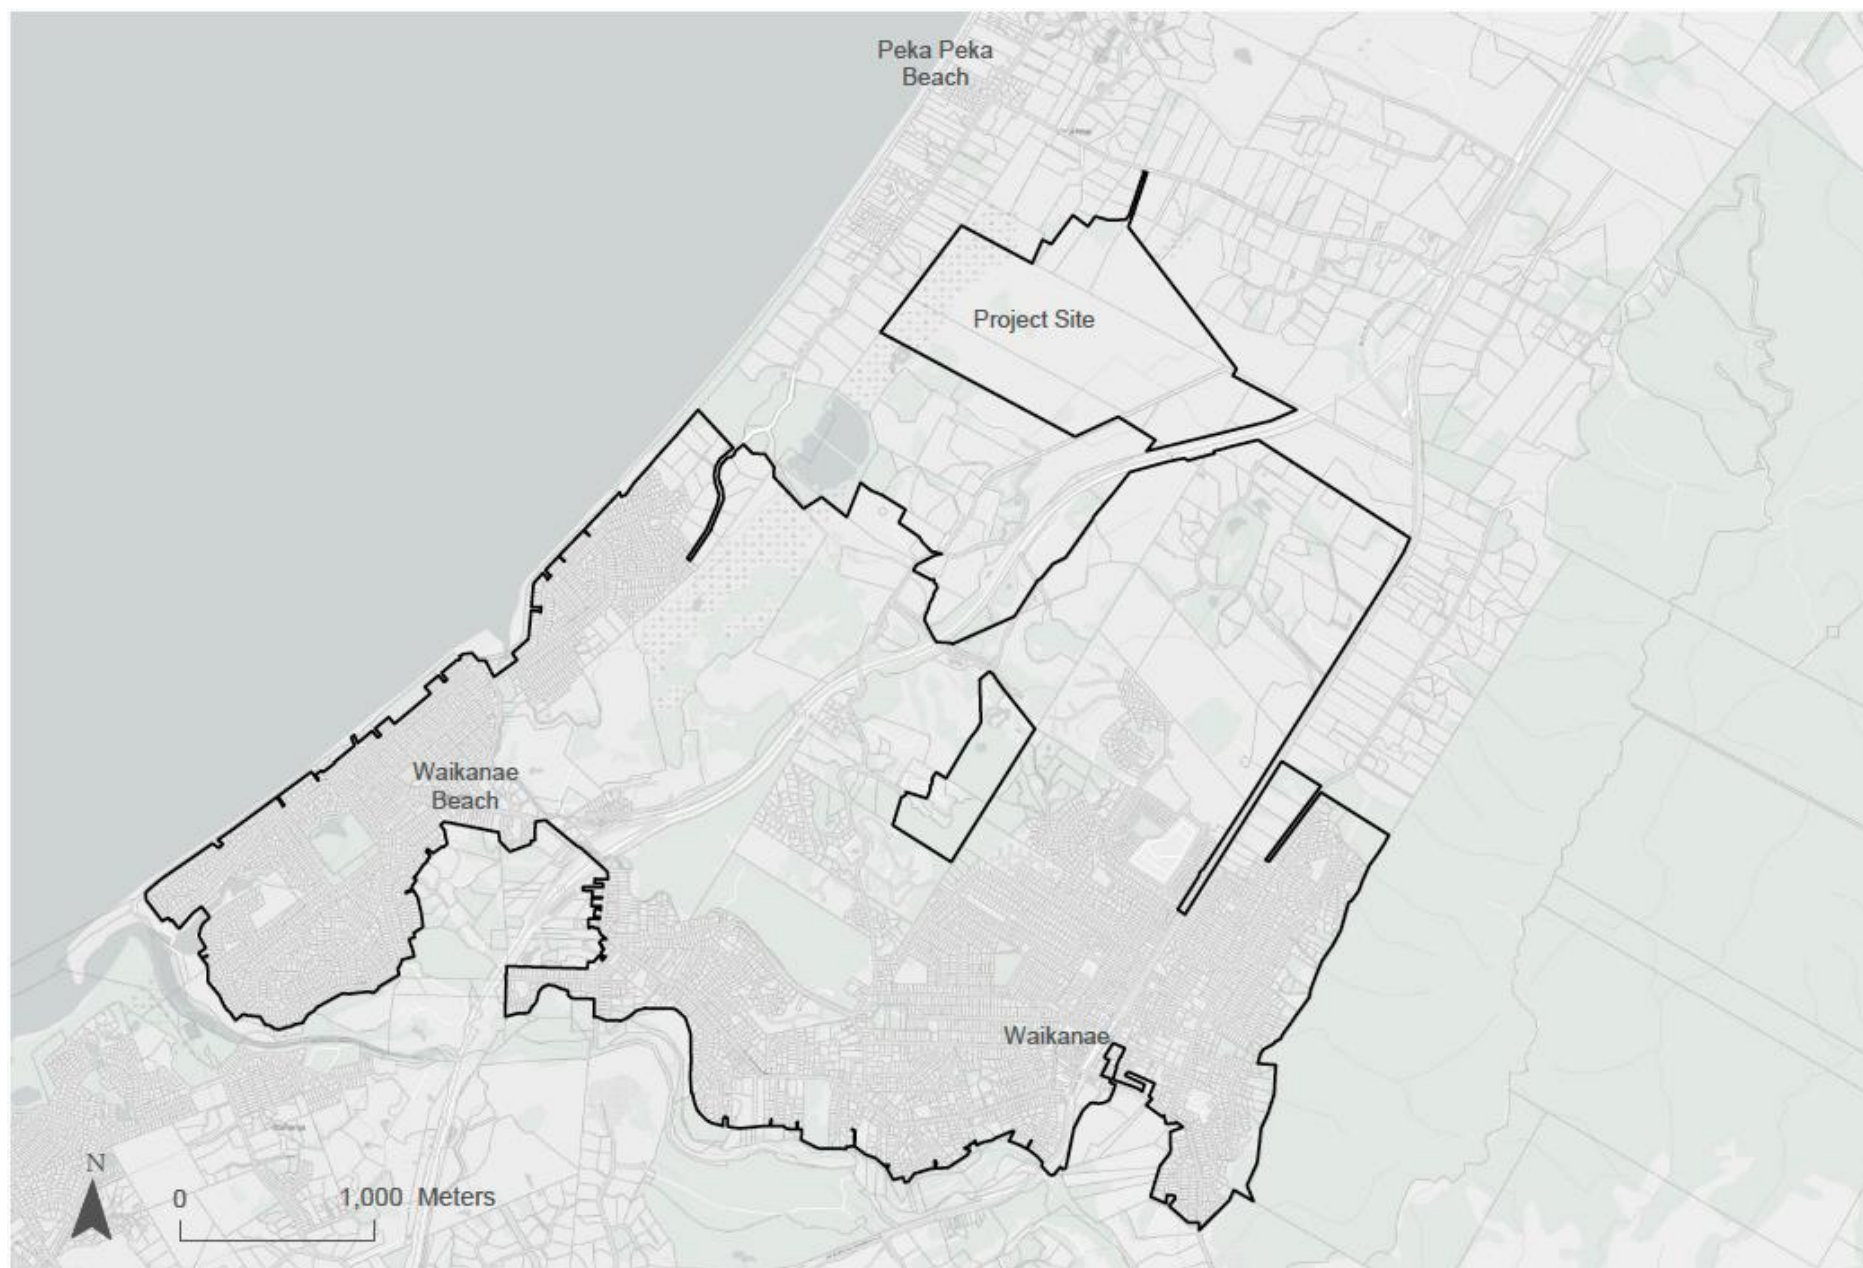 Peka Peka
Beach
Project Site
Waikanae
Beach
Waikanae
N
0 1,000 Meters